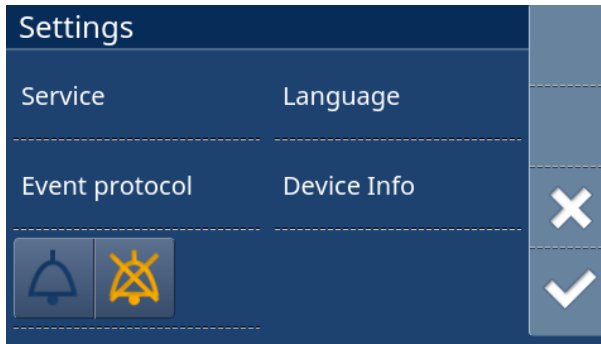 Settings
Service
Language
Event protocol
Device Info